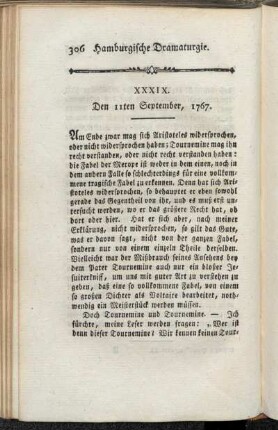 306 Hamburgische Dramaturgie.
XXXIX.
Den 11ten September, 1767.
Am Ende zwar mag sich Aristoteles widersprochen,
oder nicht widersprochen haben; Tournemine mag ihn
recht verstanden, oder nicht recht verstanden haben:
die Fabel der Merope ist weder in dem einen, noch in
dem andern Falle so schlechterdings für eine vollkom-
mene tragische Fabel zu erkennen. Denn hat sich Aris-
toteles widersprochen, so behauptet er eben sowohl
gerade das Gegentheil von ihr, und es muß erst un-
tersucht werden, wo er das größere Recht hat, ob
dort oder hier. Hat er sich aber, nach meiner
Erklärung, nicht widersprochen, so gilt das Gute,
was er davon sagt, nicht von der ganzen Fabel,
sondern nur von einem einzeln Theile derselben.
Vielleicht war der Mißbrauch seines Ansehens bey
dem Pater Tournemine auch nur ein bloßer Je-
suiterkniff, um uns mit guter Art zu verstehen zu
geben, daß eine so vollkommene Fabel, von einem
so großen Dichter als Voltaire bearbeitet, noth-
wendig ein Meisterstück werden müssen.
Doch Tournemine und Tournemine. — Ich
fürchte, meine Leser werden fragen: „Wer ist
denn dieser Tournemine? Wir kennen keinen Tour-